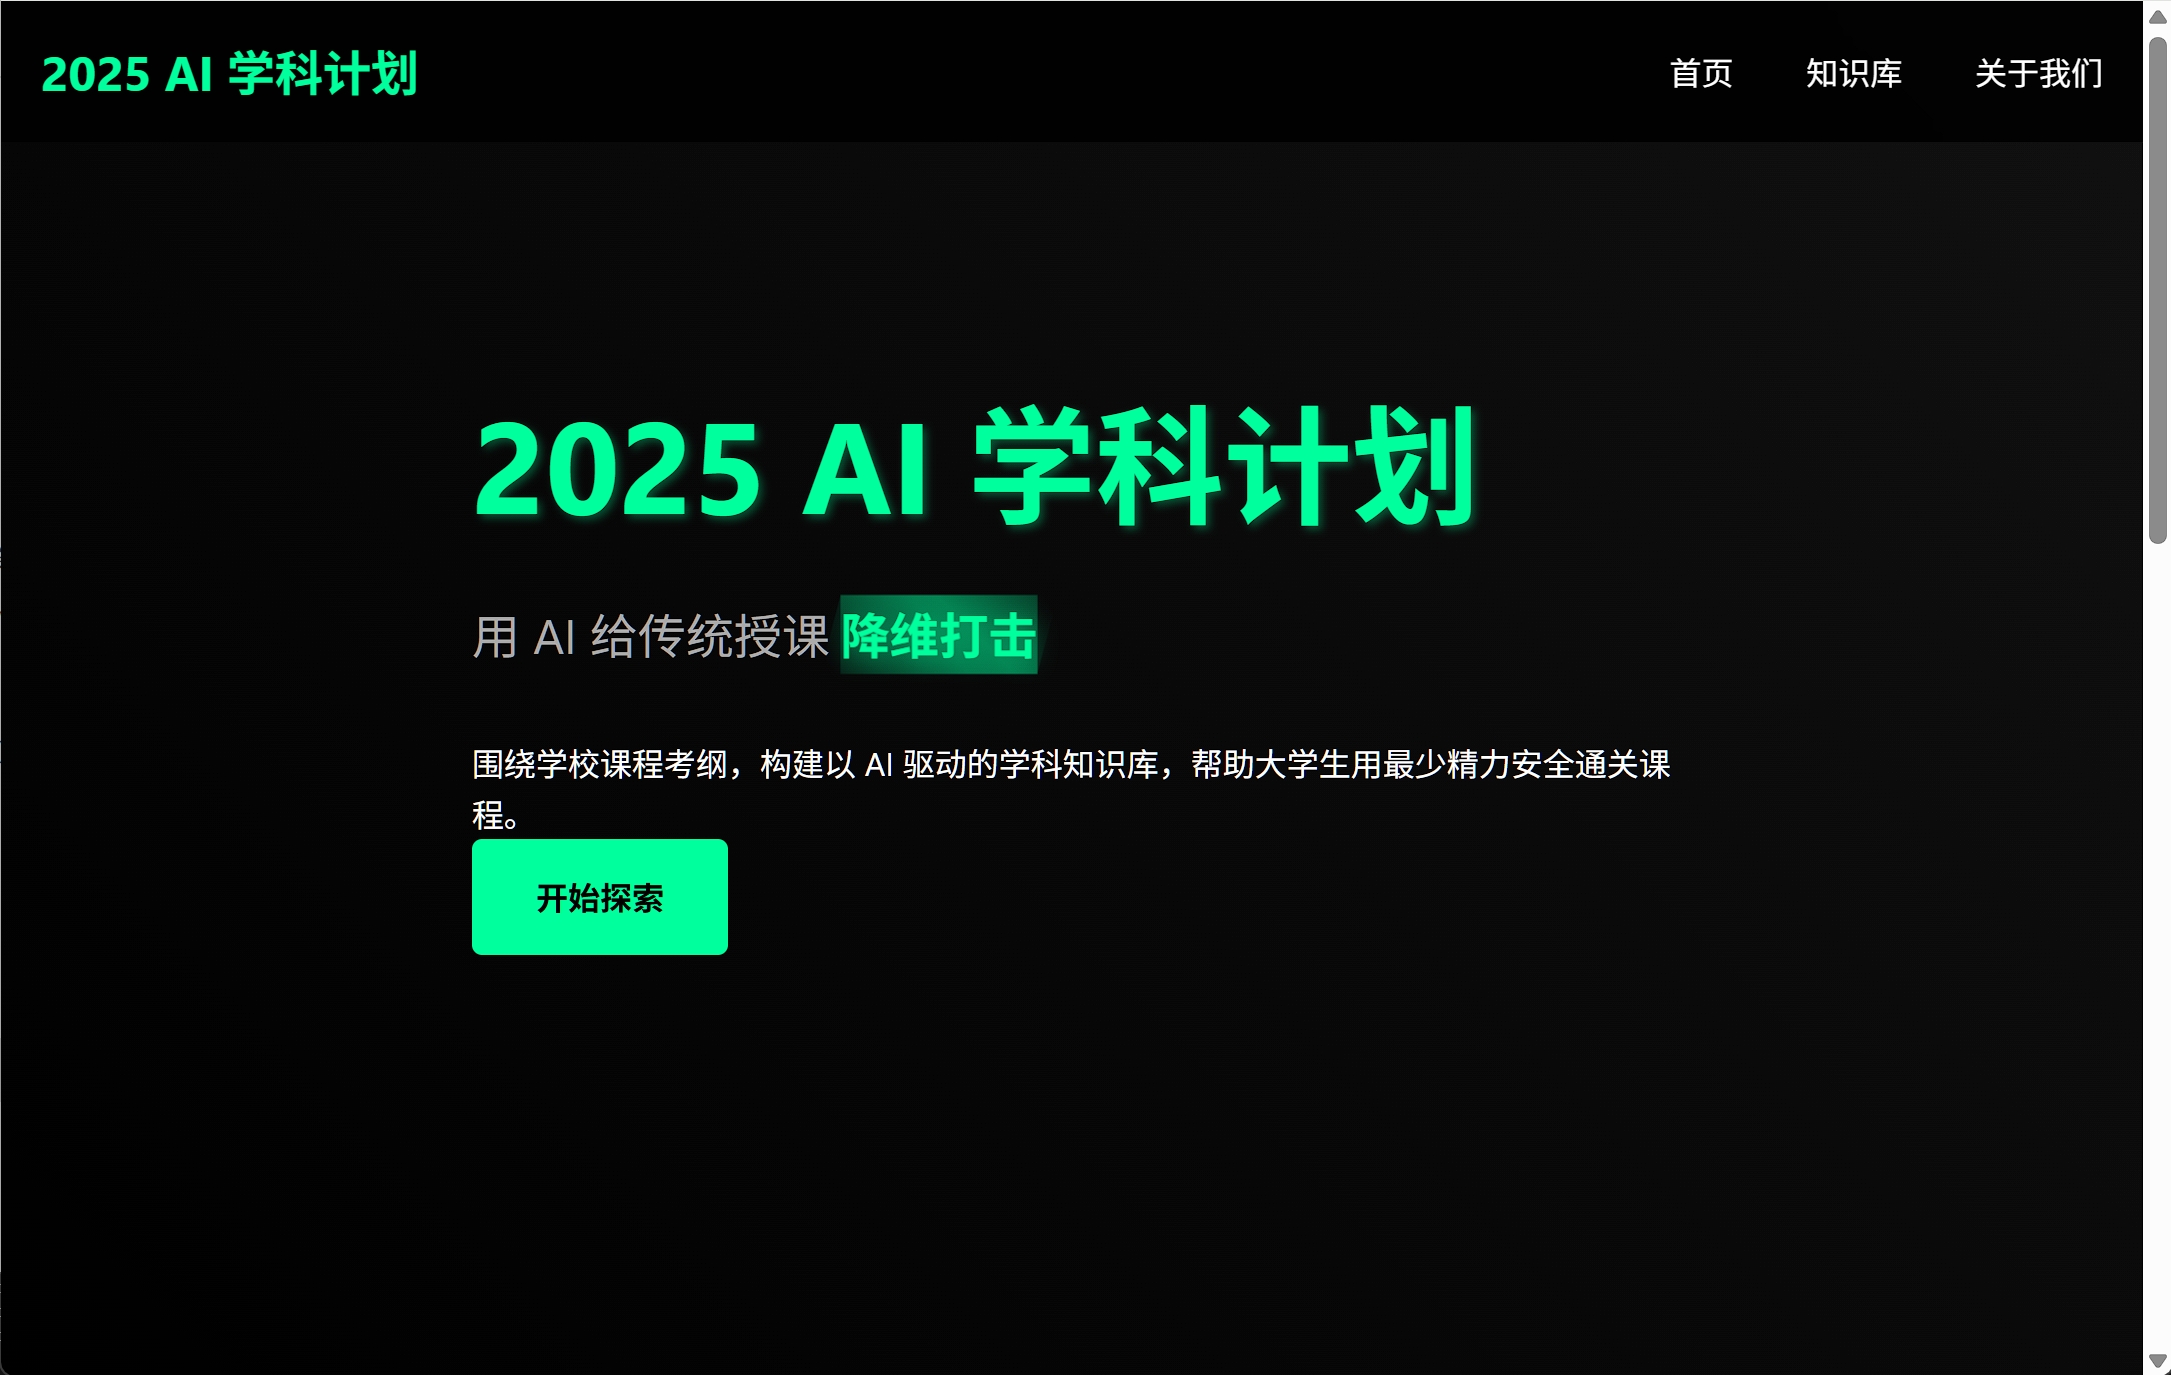 2025 AI 学科计划
首页 知识库 关于我们
2025 AI 学科计划
用 AI 给传统授课 降维打击
围绕学校课程考纲，构建以 AI 驱动的学科知识库，帮助大学生用最少精力安全通关课
程。
开始探索